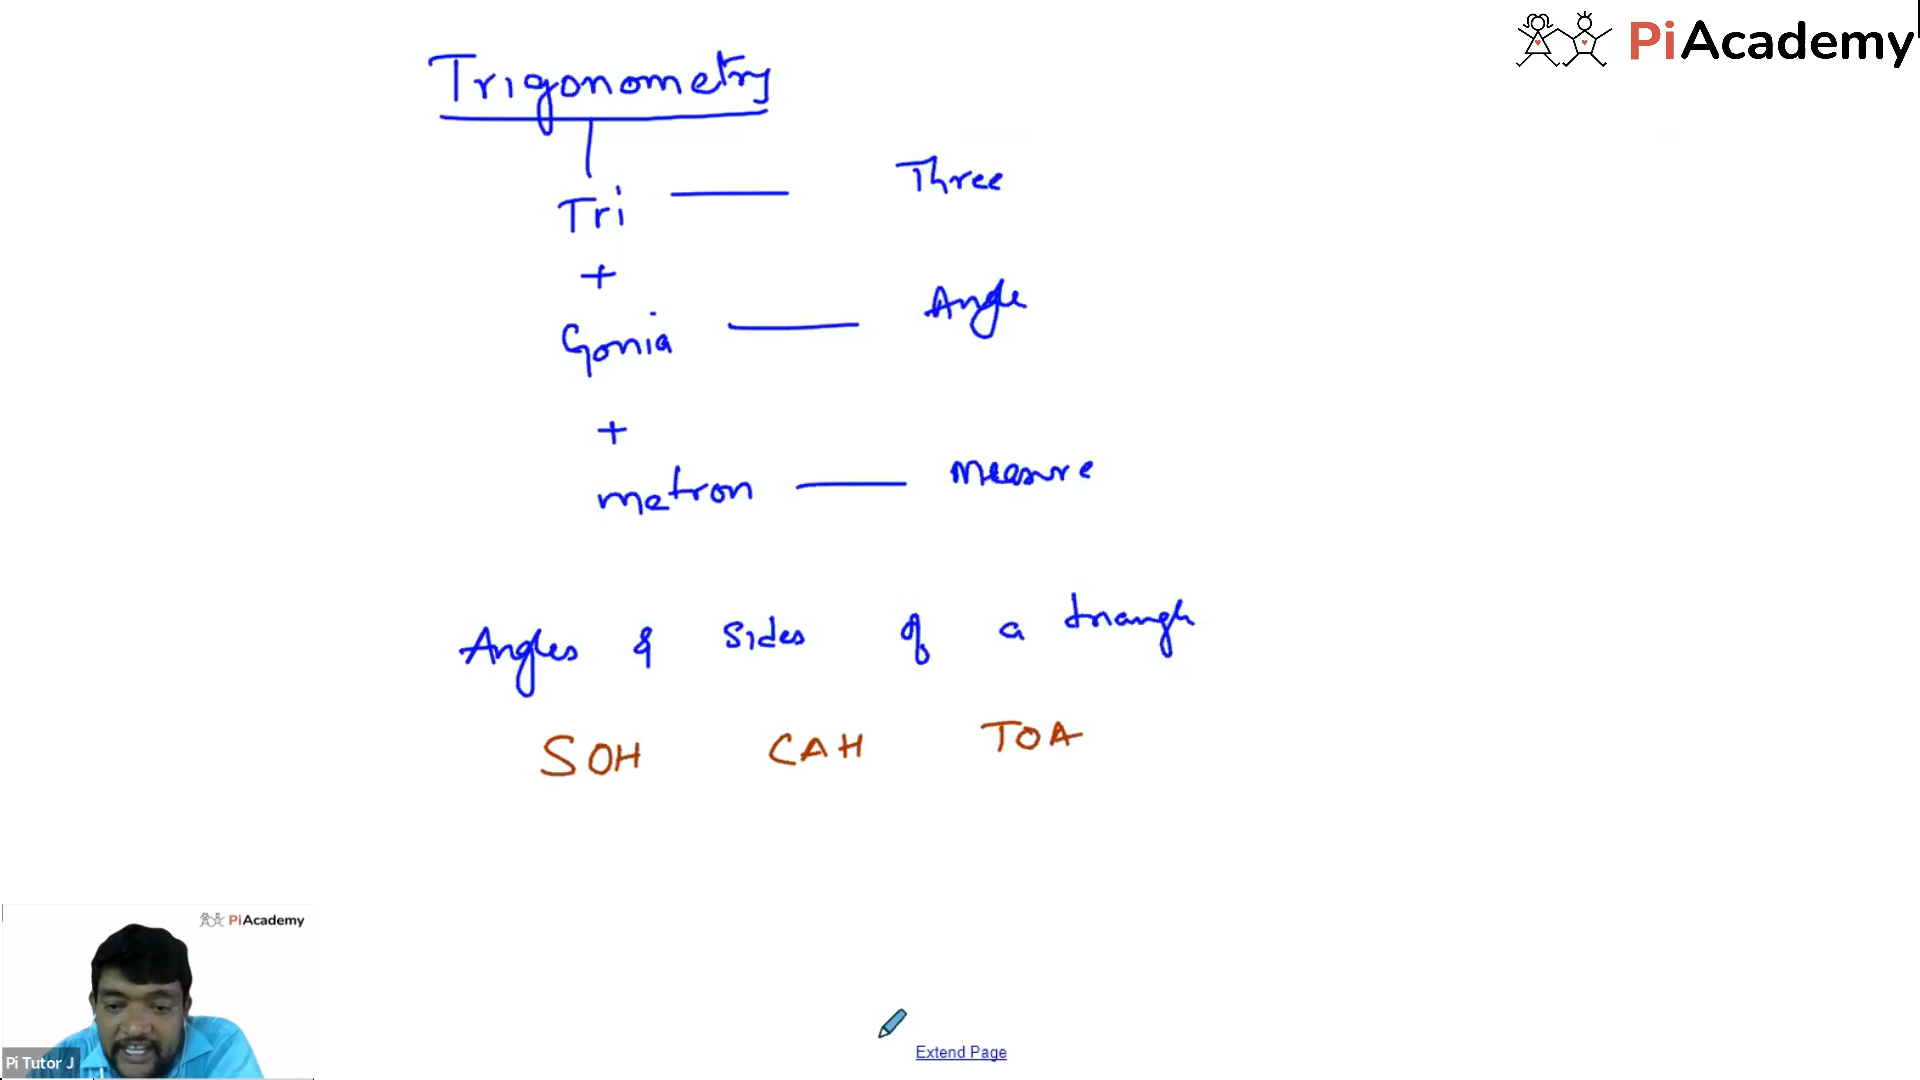 PiAcademy
Trigonometry
Tri — Three
+
Gonia — Angle
+
metron — Measure
Angles & Sides of a triangle
SOH CAH TOA
PiAcademy
Pi Tutor J
Extend Page